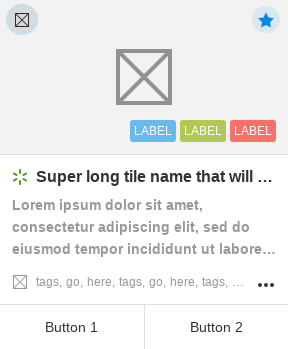 LABEL LABEL LABEL
Super long tile name that will …
Lorem ipsum dolor sit amet,
consectetur adipiscing elit, sed do
eiusmod tempor incididunt ut labore…
tags, go, here, tags, go, here, tags, …
Button 1 Button 2